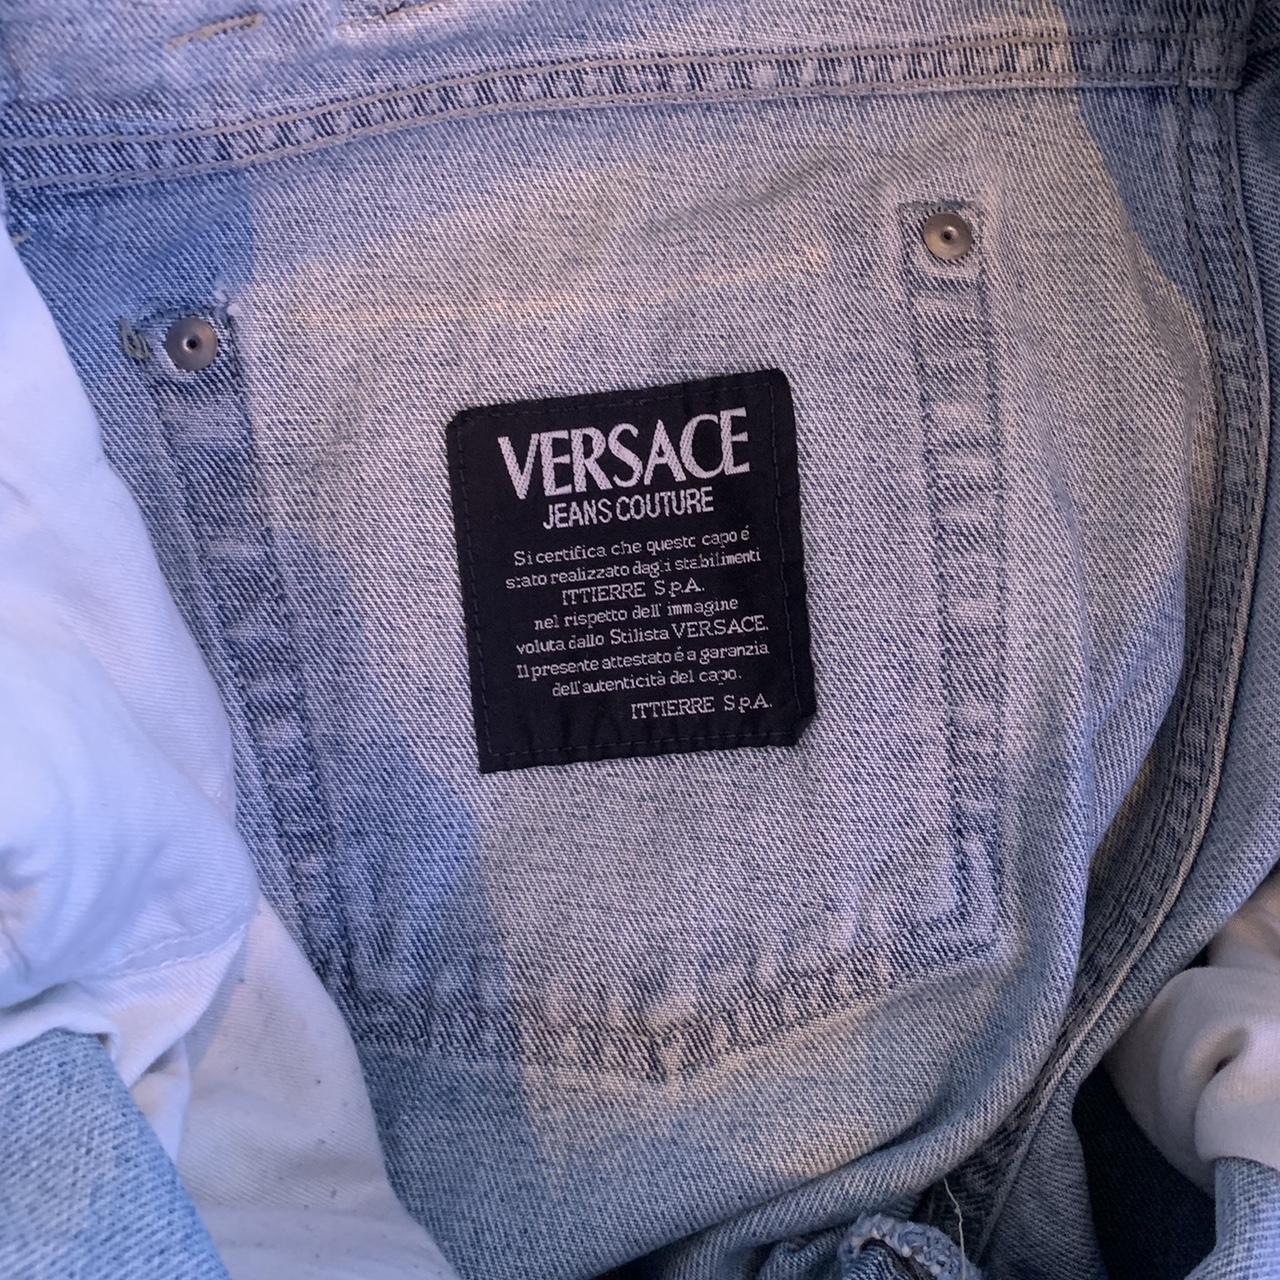 VERSACE
JEANS COUTURE
Si certifica che questo capo é
stato realizzato dagli stabilimenti
ITTIERRE S.p.A.
nel rispetto dell' immagine
voluta dallo Stilista VERSACE.
Il presente attestato é a garanzia
dell'autenticità del capo.
ITTIERRE S.p.A.